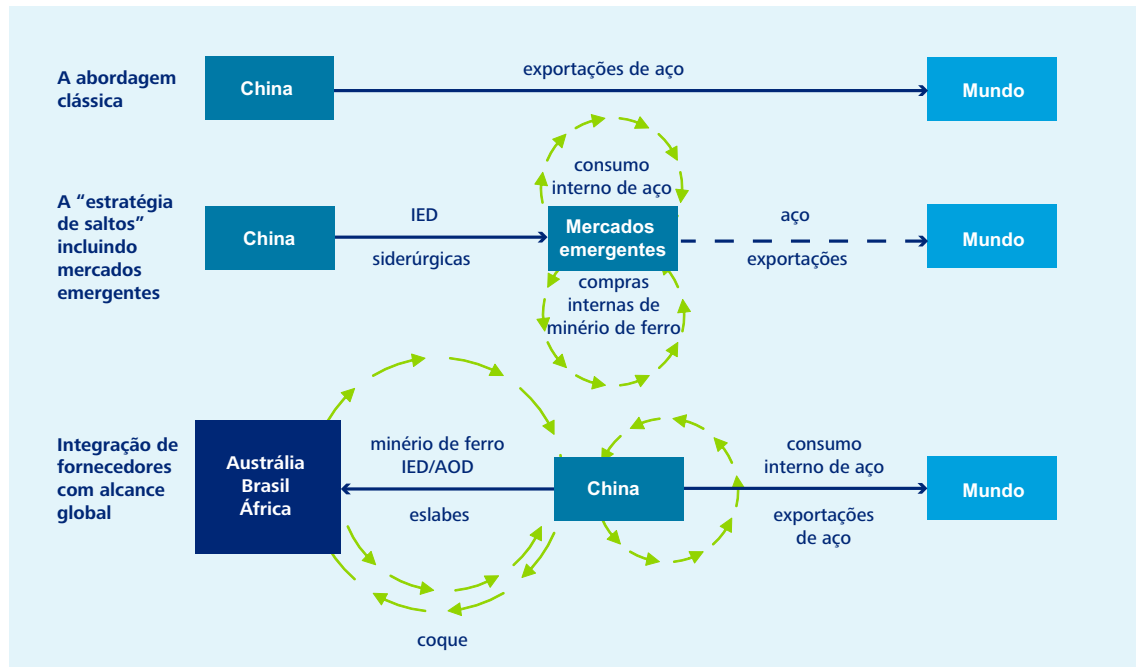 A abordagem
clássica
China
exportações de aço
Mundo
A “estratégia
de saltos”
incluindo
mercados
emergentes
China
IED
siderúrgicas
consumo
interno de aço
Mercados
emergentes
compras
internas de
minério de ferro
aço
exportações
Mundo
Integração de
fornecedores
com alcance
global
Austrália
Brasil
África
minério de ferro
IED/AOD
eslabes
coque
China
consumo
interno de aço
exportações
de aço
Mundo